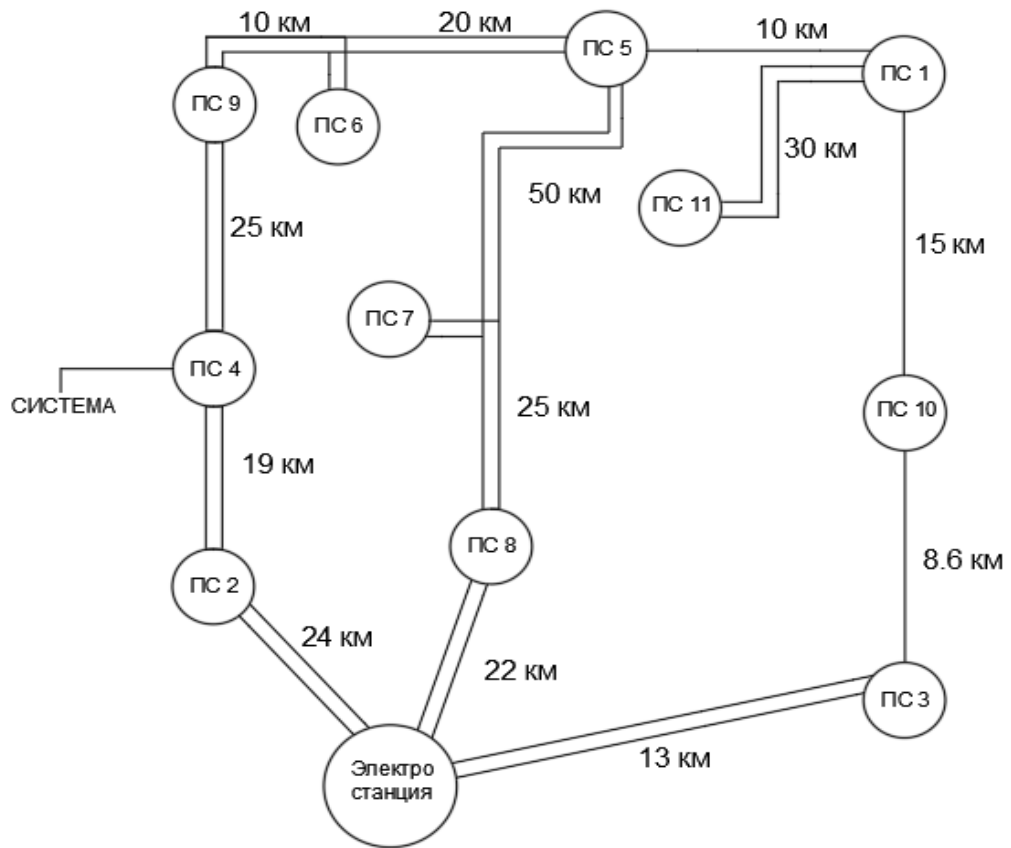 10 км
20 км
10 км
ПС 5
ПС 1
ПС 9
ПС 6
30 км
50 км
ПС 11
25 км
15 км
ПС 7
ПС 4
СИСТЕМА
25 км
ПС 10
19 км
ПС 8
8.6 км
ПС 2
24 км
22 км
ПС 3
13 км
Электро
станция